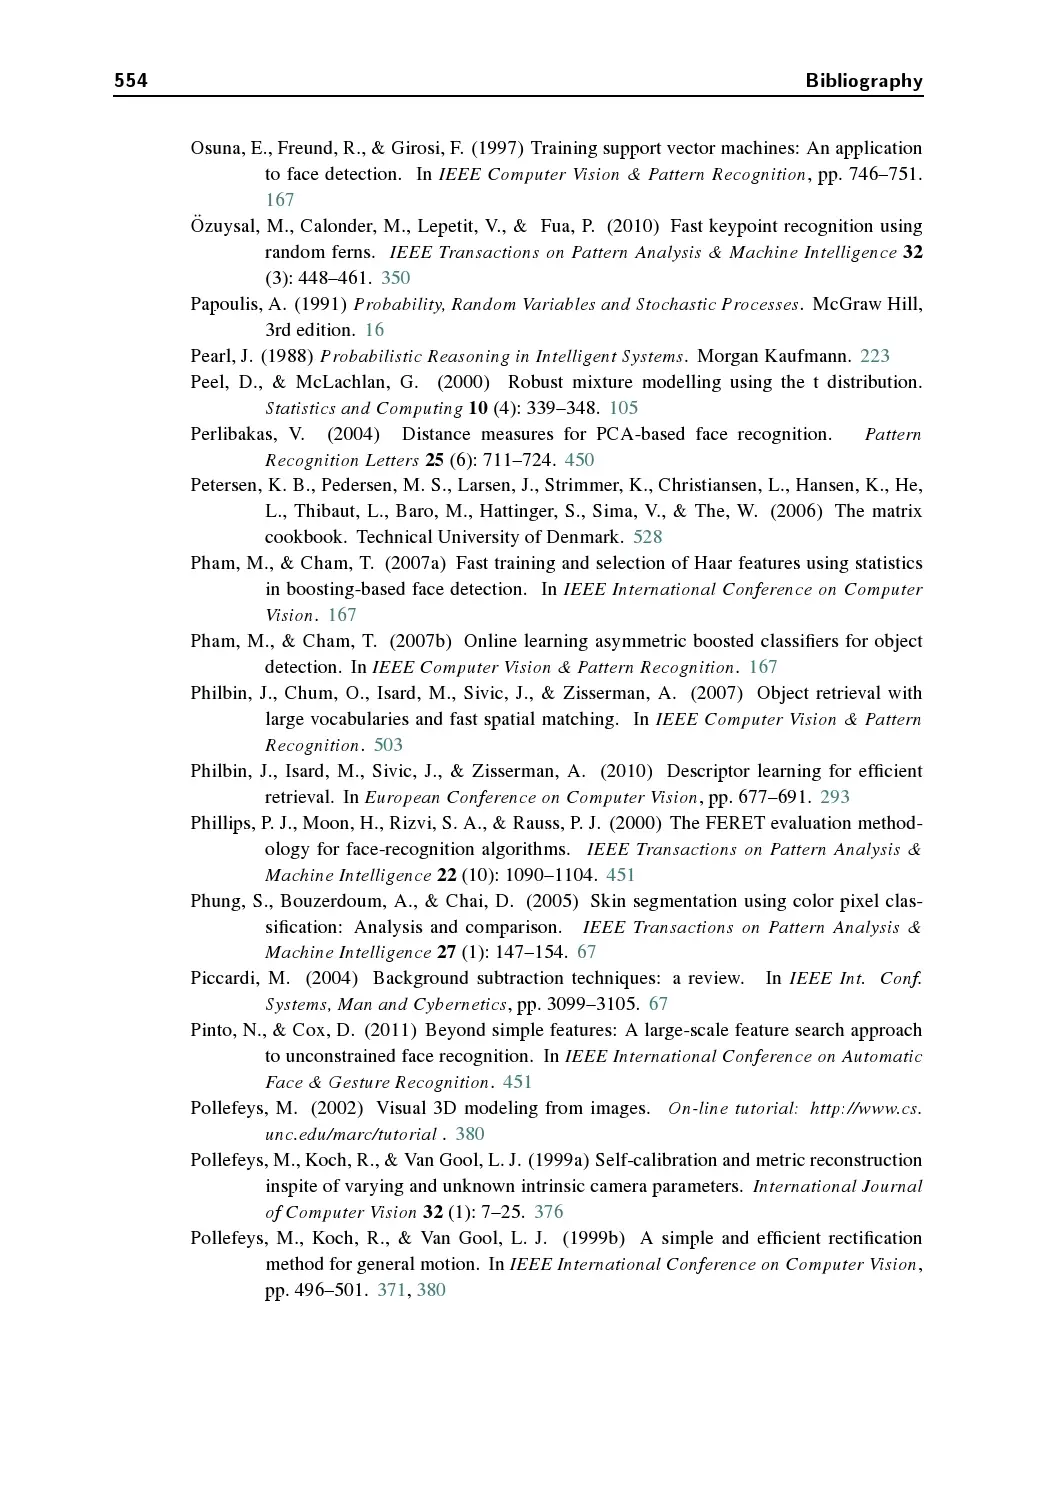 554 Bibliography
Osuna, E., Freund, R., & Girosi, F. (1997) Training support vector machines: An application
to face detection. In IEEE Computer Vision & Pattern Recognition, pp. 746–751.
167
Özuysal, M., Calonder, M., Lepetit, V., & Fua, P. (2010) Fast keypoint recognition using
random ferns. IEEE Transactions on Pattern Analysis & Machine Intelligence 32
(3): 448–461. 350
Papoulis, A. (1991) Probability, Random Variables and Stochastic Processes. McGraw Hill,
3rd edition. 16
Pearl, J. (1988) Probabilistic Reasoning in Intelligent Systems. Morgan Kaufmann. 223
Peel, D., & McLachlan, G. (2000) Robust mixture modelling using the t distribution.
Statistics and Computing 10 (4): 339–348. 105
Perlibakas, V. (2004) Distance measures for PCA-based face recognition. Pattern
Recognition Letters 25 (6): 711–724. 450
Petersen, K. B., Pedersen, M. S., Larsen, J., Strimmer, K., Christiansen, L., Hansen, K., He,
L., Thibaut, L., Baro, M., Hattinger, S., Sima, V., & The, W. (2006) The matrix
cookbook. Technical University of Denmark. 528
Pham, M., & Cham, T. (2007a) Fast training and selection of Haar features using statistics
in boosting-based face detection. In IEEE International Conference on Computer
Vision. 167
Pham, M., & Cham, T. (2007b) Online learning asymmetric boosted classifiers for object
detection. In IEEE Computer Vision & Pattern Recognition. 167
Philbin, J., Chum, O., Isard, M., Sivic, J., & Zisserman, A. (2007) Object retrieval with
large vocabularies and fast spatial matching. In IEEE Computer Vision & Pattern
Recognition. 503
Philbin, J., Isard, M., Sivic, J., & Zisserman, A. (2010) Descriptor learning for efficient
retrieval. In European Conference on Computer Vision, pp. 677–691. 293
Phillips, P. J., Moon, H., Rizvi, S. A., & Rauss, P. J. (2000) The FERET evaluation method-
ology for face-recognition algorithms. IEEE Transactions on Pattern Analysis &
Machine Intelligence 22 (10): 1090–1104. 451
Phung, S., Bouzerdoum, A., & Chai, D. (2005) Skin segmentation using color pixel clas-
sification: Analysis and comparison. IEEE Transactions on Pattern Analysis &
Machine Intelligence 27 (1): 147–154. 67
Piccardi, M. (2004) Background subtraction techniques: a review. In IEEE Int. Conf.
Systems, Man and Cybernetics, pp. 3099–3105. 67
Pinto, N., & Cox, D. (2011) Beyond simple features: A large-scale feature search approach
to unconstrained face recognition. In IEEE International Conference on Automatic
Face & Gesture Recognition. 451
Pollefeys, M. (2002) Visual 3D modeling from images. On-line tutorial: http://www.cs.
unc.edu/marc/tutorial . 380
Pollefeys, M., Koch, R., & Van Gool, L. J. (1999a) Self-calibration and metric reconstruction
inspite of varying and unknown intrinsic camera parameters. International Journal
of Computer Vision 32 (1): 7–25. 376
Pollefeys, M., Koch, R., & Van Gool, L. J. (1999b) A simple and efficient rectification
method for general motion. In IEEE International Conference on Computer Vision,
pp. 496–501. 371, 380